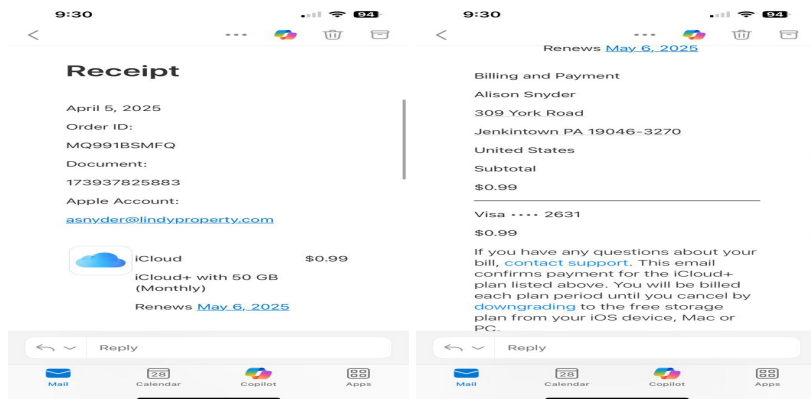 9:30
94
Receipt
April 5, 2025
Order ID:
MQ991BSMFQ
Document:
173937825883
Apple Account:
asnyder@lindyproperty.com
iCloud $0.99
iCloud+ with 50 GB
(Monthly)
Renews May 6, 2025
Reply
Mail
28
Calendar
Copilot
Apps
9:30
94
Renews May 6, 2025
Billing and Payment
Alison Snyder
309 York Road
Jenkintown PA 19046-3270
United States
Subtotal
$0.99
Visa •••• 2631
$0.99
If you have any questions about your
bill, contact support. This email
confirms payment for the iCloud+
plan listed above. You will be billed
each plan period until you cancel by
downgrading to the free storage
plan from your iOS device, Mac or
PC.
Reply
Mail
28
Calendar
Copilot
Apps